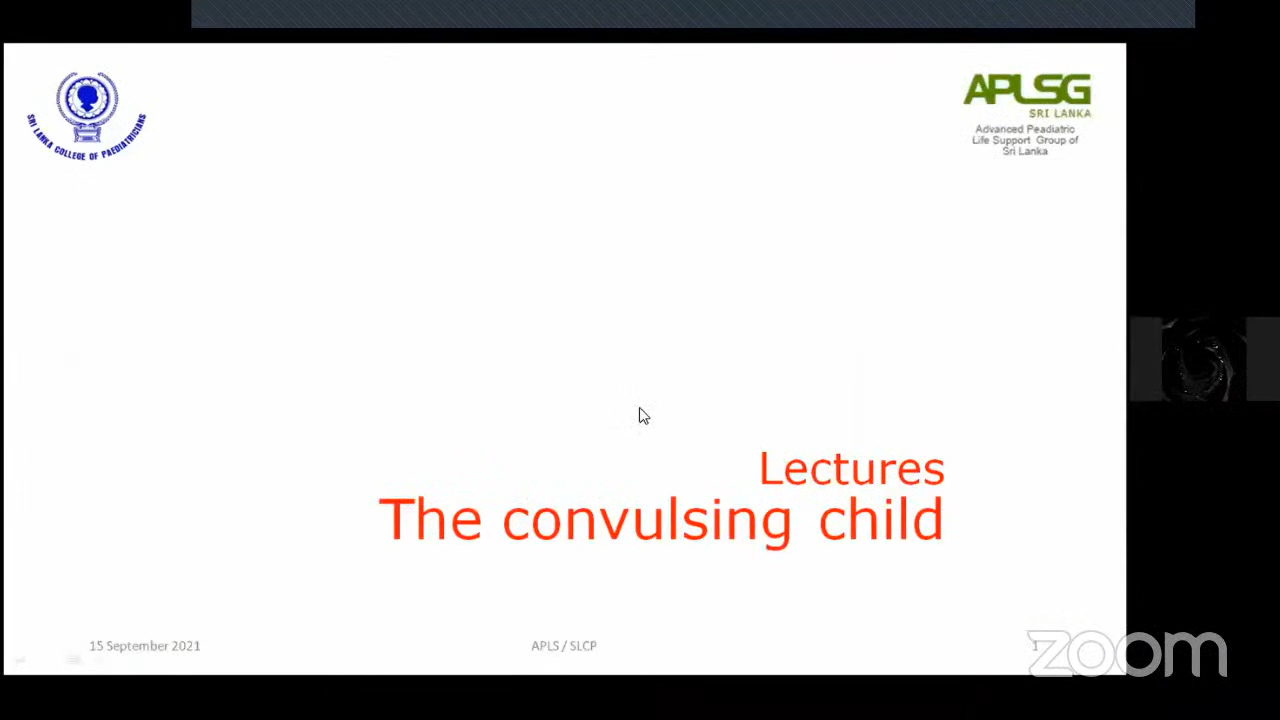 SRI LANKA COLLEGE OF PAEDIATRICIANS
APLSG
SRI LANKA
Advanced Peadiatric
Life Support Group of
Sri Lanka
Lectures
The convulsing child
15 September 2021
APLS / SLCP
1
zoom